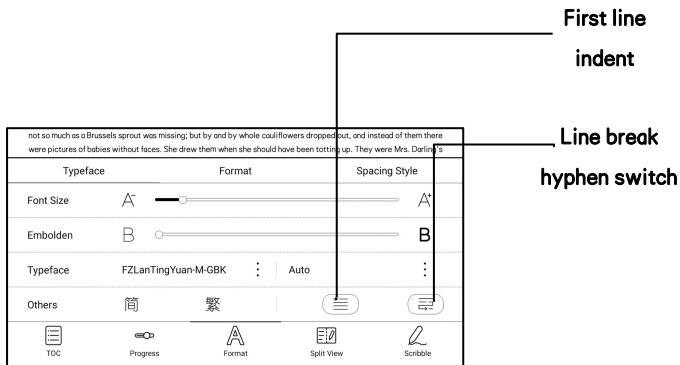 First line
indent
not so much as a Brussels sprout was missing; but by and by whole cauliflowers dropped out, and instead of them there
were pictures of babies without faces. She drew them when she should have been totting up. They were Mrs. Darling's
Line break
hyphen switch
Typeface Format Spacing Style
Font Size A- A+
Embolden B B
Typeface FZLanTingYuan-M-GBK Auto
Others 简 繁
TOC Progress Format Split View Scribble